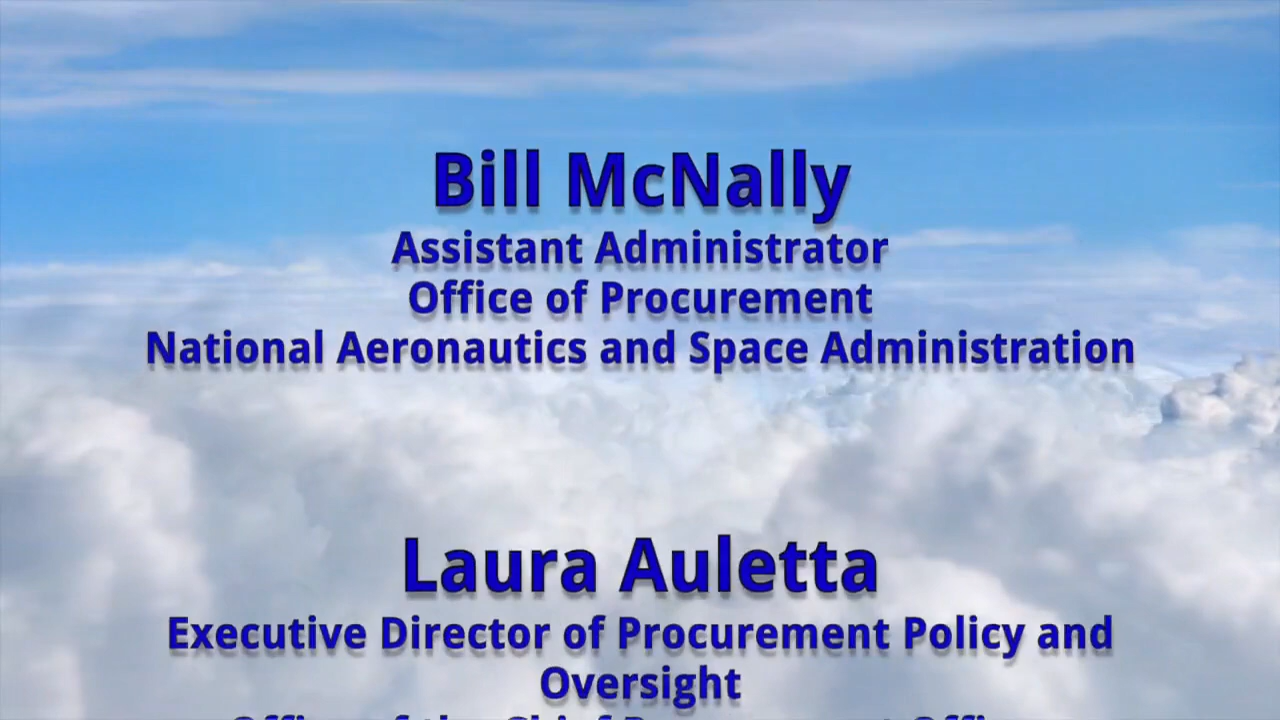 Bill McNally
Assistant Administrator
Office of Procurement
National Aeronautics and Space Administration
Laura Auletta
Executive Director of Procurement Policy and
Oversight